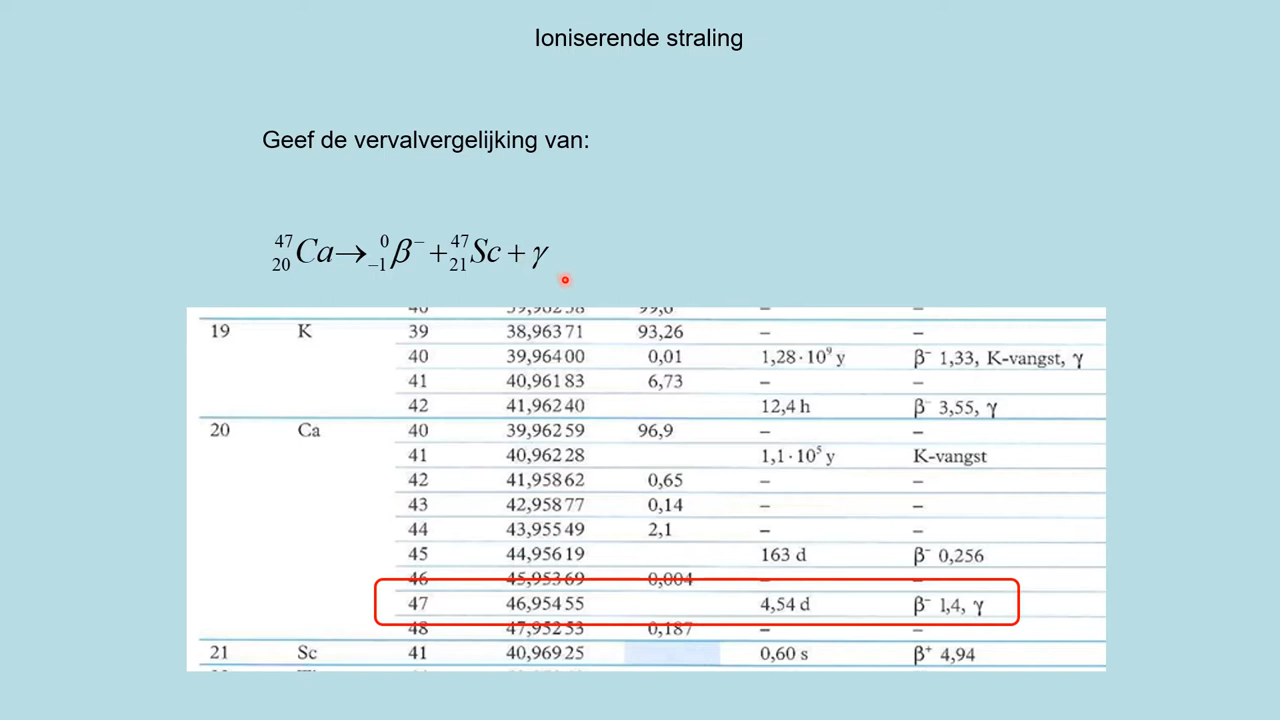 Ioniserende straling
Geef de vervalvergelijking van:
⁴⁷₂₀Ca → ⁰₋₁β⁻ + ⁴⁷₂₁Sc + γ
40 39,96238 99,6 – –
19 K 39 38,96371 93,26 – –
40 39,96400 0,01 1,28·10⁹ y β⁻ 1,33, K-vangst, γ
41 40,96183 6,73 – –
42 41,96240 12,4 h β⁻ 3,55, γ
20 Ca 40 39,96259 96,9 – –
41 40,96228 1,1·10⁵ y K-vangst
42 41,95862 0,65 – –
43 42,95877 0,14 – –
44 43,95549 2,1 – –
45 44,95619 163 d β⁻ 0,256
46 45,95369 0,004 – –
47 46,95455 4,54 d β⁻ 1,4, γ
48 47,95253 0,187 – –
21 Sc 41 40,96925 0,60 s β⁺ 4,94